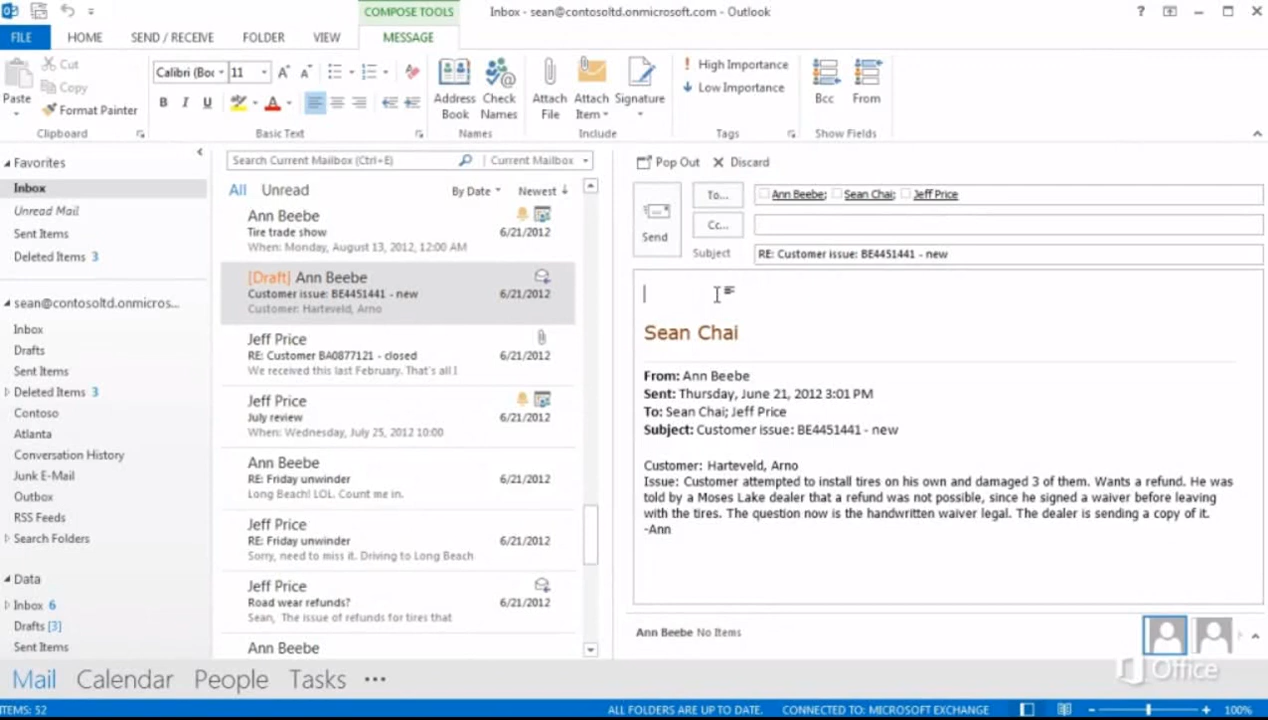 COMPOSE TOOLS
Inbox - sean@contosoltd.onmicrosoft.com - Outlook
?
FILE HOME SEND / RECEIVE FOLDER VIEW MESSAGE
Paste
Cut
Copy
Format Painter
Clipboard
Calibri (Boc 11 A A
B I U A
Basic Text
Address Book
Check Names
Names
Attach File
Attach Item
Signature
Include
High Importance
Low Importance
Tags
Bcc
From
Show Fields
Favorites
Inbox
Unread Mail
Sent Items
Deleted Items 3
sean@contosoltd.onmicros...
Inbox
Drafts
Sent Items
Deleted Items 3
Contoso
Atlanta
Conversation History
Junk E-Mail
Outbox
RSS Feeds
Search Folders
Data
Inbox 6
Drafts [3]
Sent Items
Search Current Mailbox (Ctrl+E) Current Mailbox
All Unread By Date Newest
Ann Beebe
Tire trade show 6/21/2012
When: Monday, August 13, 2012, 12:00 AM
[Draft] Ann Beebe
Customer issue: BE4451441 - new 6/21/2012
Customer: Harteveld, Arno
Jeff Price
RE: Customer BA0877121 - closed 6/21/2012
We received this last February. That's all I
Jeff Price
July review 6/21/2012
When: Wednesday, July 25, 2012 10:00
Ann Beebe
RE: Friday unwinder 6/21/2012
Long Beach! LOL. Count me in.
Jeff Price
RE: Friday unwinder 6/21/2012
Sorry, need to miss it. Driving to Long Beach
Jeff Price
Road wear refunds? 6/21/2012
Sean, The issue of refunds for tires that
Ann Beebe
Pop Out Discard
Send
To... Ann Beebe; Sean Chai; Jeff Price
Cc...
Subject RE: Customer issue: BE4451441 - new
Sean Chai
From: Ann Beebe
Sent: Thursday, June 21, 2012 3:01 PM
To: Sean Chai; Jeff Price
Subject: Customer issue: BE4451441 - new
Customer: Harteveld, Arno
Issue: Customer attempted to install tires on his own and damaged 3 of them. Wants a refund. He was
told by a Moses Lake dealer that a refund was not possible, since he signed a waiver before leaving
with the tires. The question now is the handwritten waiver legal. The dealer is sending a copy of it.
-Ann
Ann Beebe No Items
Office
Mail Calendar People Tasks •••
ITEMS: 52 ALL FOLDERS ARE UP TO DATE. CONNECTED TO: MICROSOFT EXCHANGE 100%